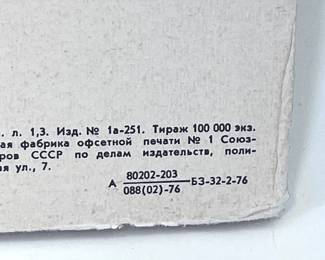 . л. 1,3. Изд. № 1а-251. Тираж 100 000 экз.
ая фабрика офсетной печати № 1 Союз-
ров СССР по делам издательств, поли-
ая ул., 7.
А 80202-203
088(02)-76 БЗ-32-2-76